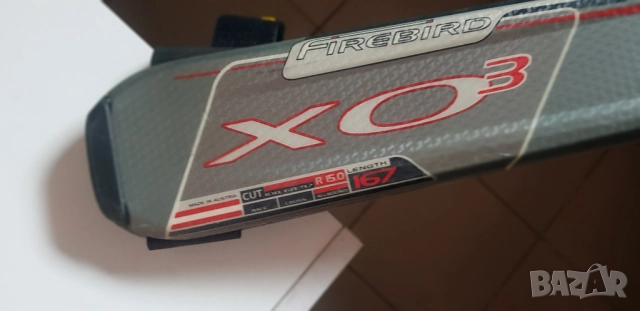 FIREBIRD
XO3
LENGTH
167
R 15.0
CUT
MADE IN AUSTRIA
BAZAR